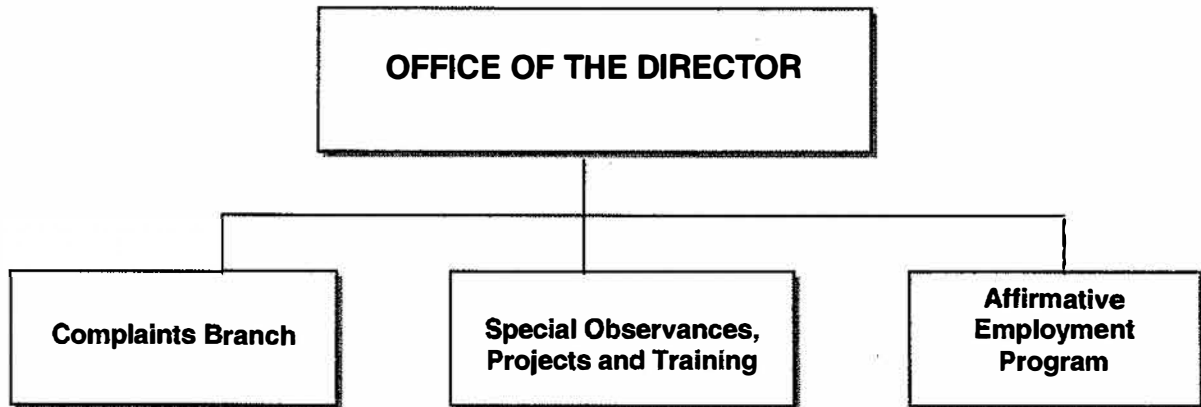 OFFICE OF THE DIRECTOR
Complaints Branch
Special Observances,
Projects and Training
Affirmative
Employment
Program